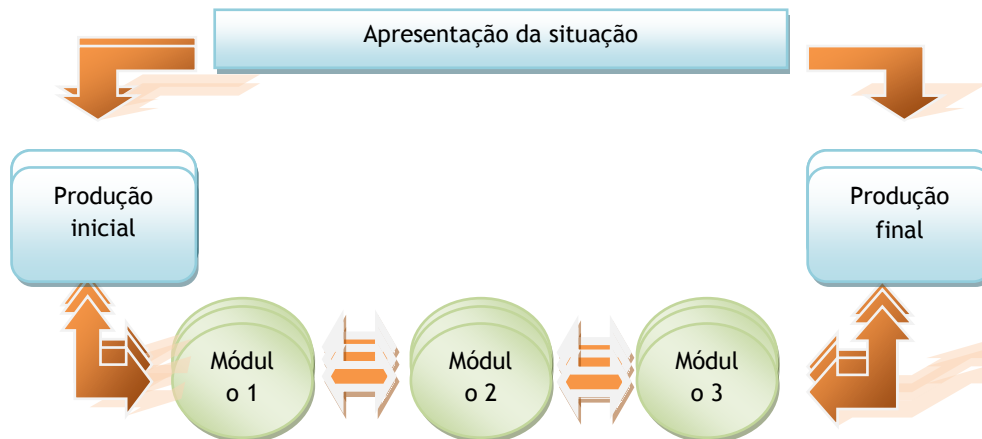 Apresentação da situação
Produção
inicial
Produção
final
Módul
o 1
Módul
o 2
Módul
o 3